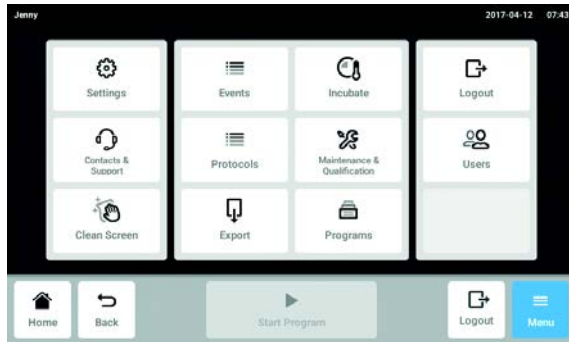 Jenny
2017-04-12 07:43
Settings
Events
Incubate
Logout
Contacts &
Support
Protocols
Maintenance &
Qualification
Users
Clean Screen
Export
Programs
Home
Back
Start Program
Logout
Menu